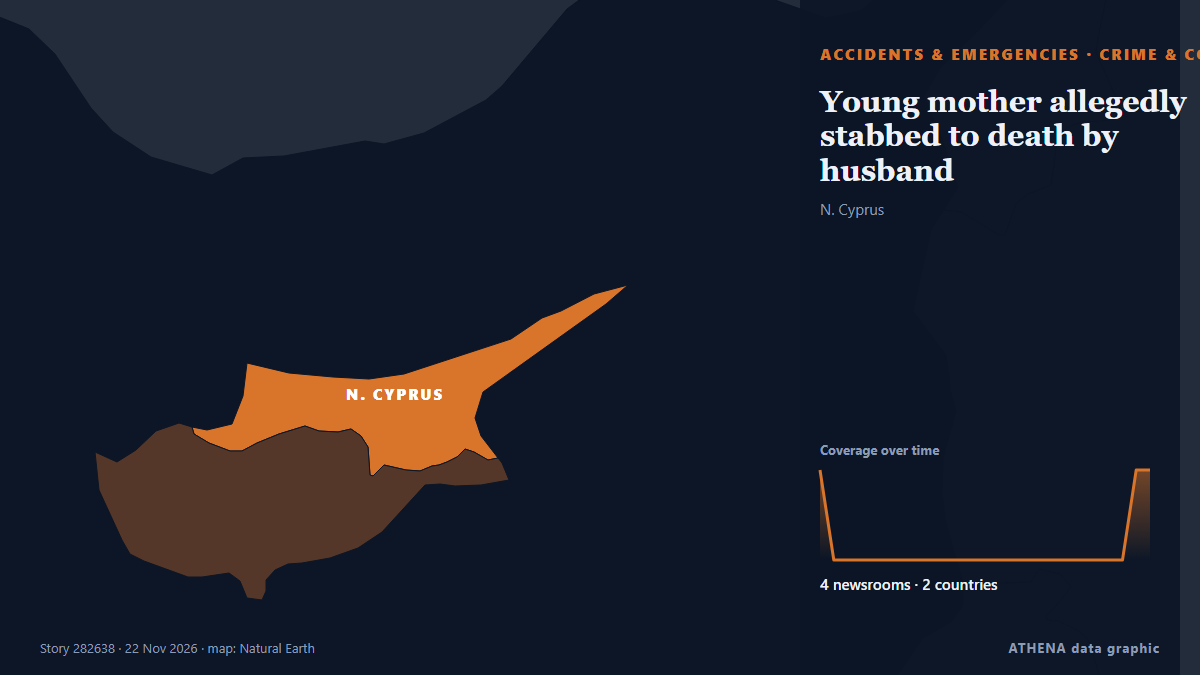 ACCIDENTS & EMERGENCIES · CRIME &
Young mother allegedly
stabbed to death by
husband
N. Cyprus
N. CYPRUS
Coverage over time
4 newsrooms · 2 countries
Story 282638 · 22 Nov 2026 · map: Natural Earth
ATHENA data graphic